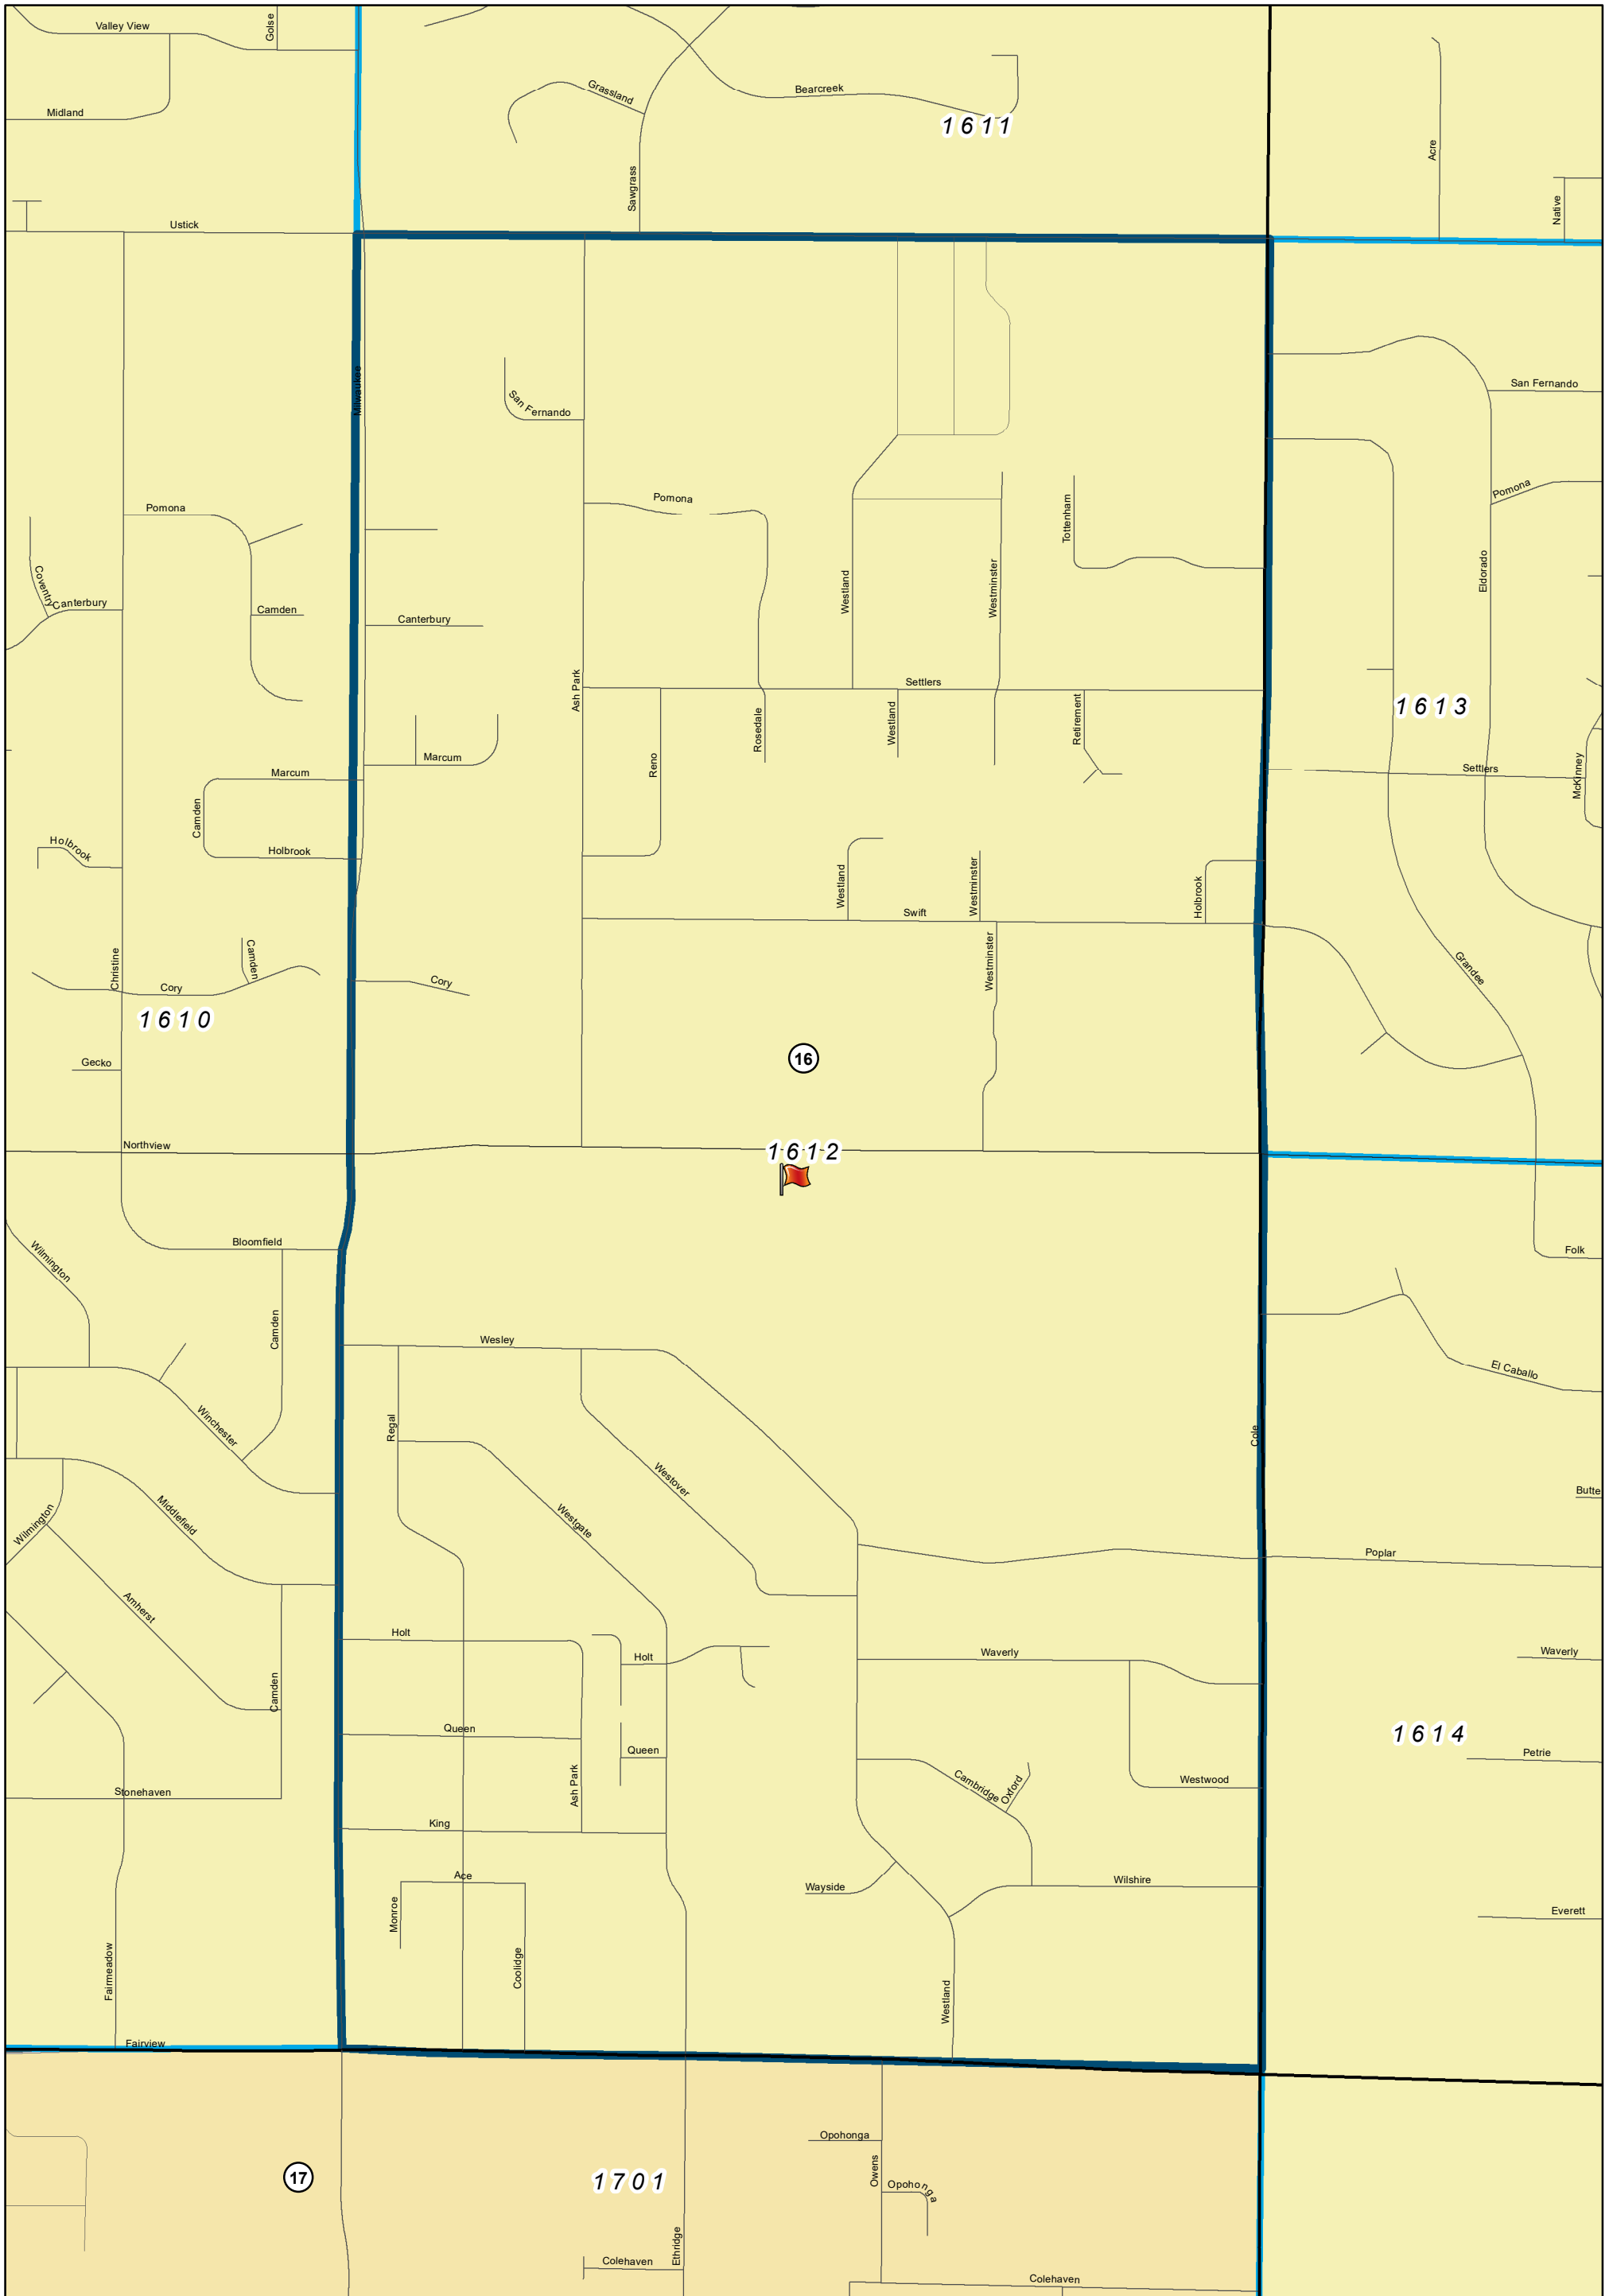 Valley View
Golse
Midland
Grassland
Bearcreek
1611
Sawgrass
Acre
Native
Ustick
Milwaukee
San Fernando
San Fernando
Pomona
Pomona
Pomona
Tottenham
Coventry
Canterbury
Camden
Canterbury
Westland
Westminster
Eldorado
Ash Park
Settlers
1613
Rosedale
Westland
Retirement
Reno
Marcum
Marcum
Settlers
McKinney
Camden
Holbrook
Holbrook
Westland
Westminster
Holbrook
Swift
Christine
Camden
Cory
Cory
Westminster
Grandee
1610
Gecko
16
Northview
1612
Wilmington
Bloomfield
Folk
Camden
Wesley
El Caballo
Winchester
Regal
Westover
Cole
Butte
Wilmington
Middlefield
Westgate
Poplar
Amherst
Holt
Holt
Waverly
Waverly
Camden
Queen
Queen
1614
Petrie
Stonehaven
Ash Park
Cambridge
Oxford
Westwood
King
Ace
Wayside
Wilshire
Monroe
Everett
Fairmeadow
Coolidge
Westland
Fairview
Opohonga
Owens
17
1701
Opohonga
Ethridge
Colehaven
Colehaven